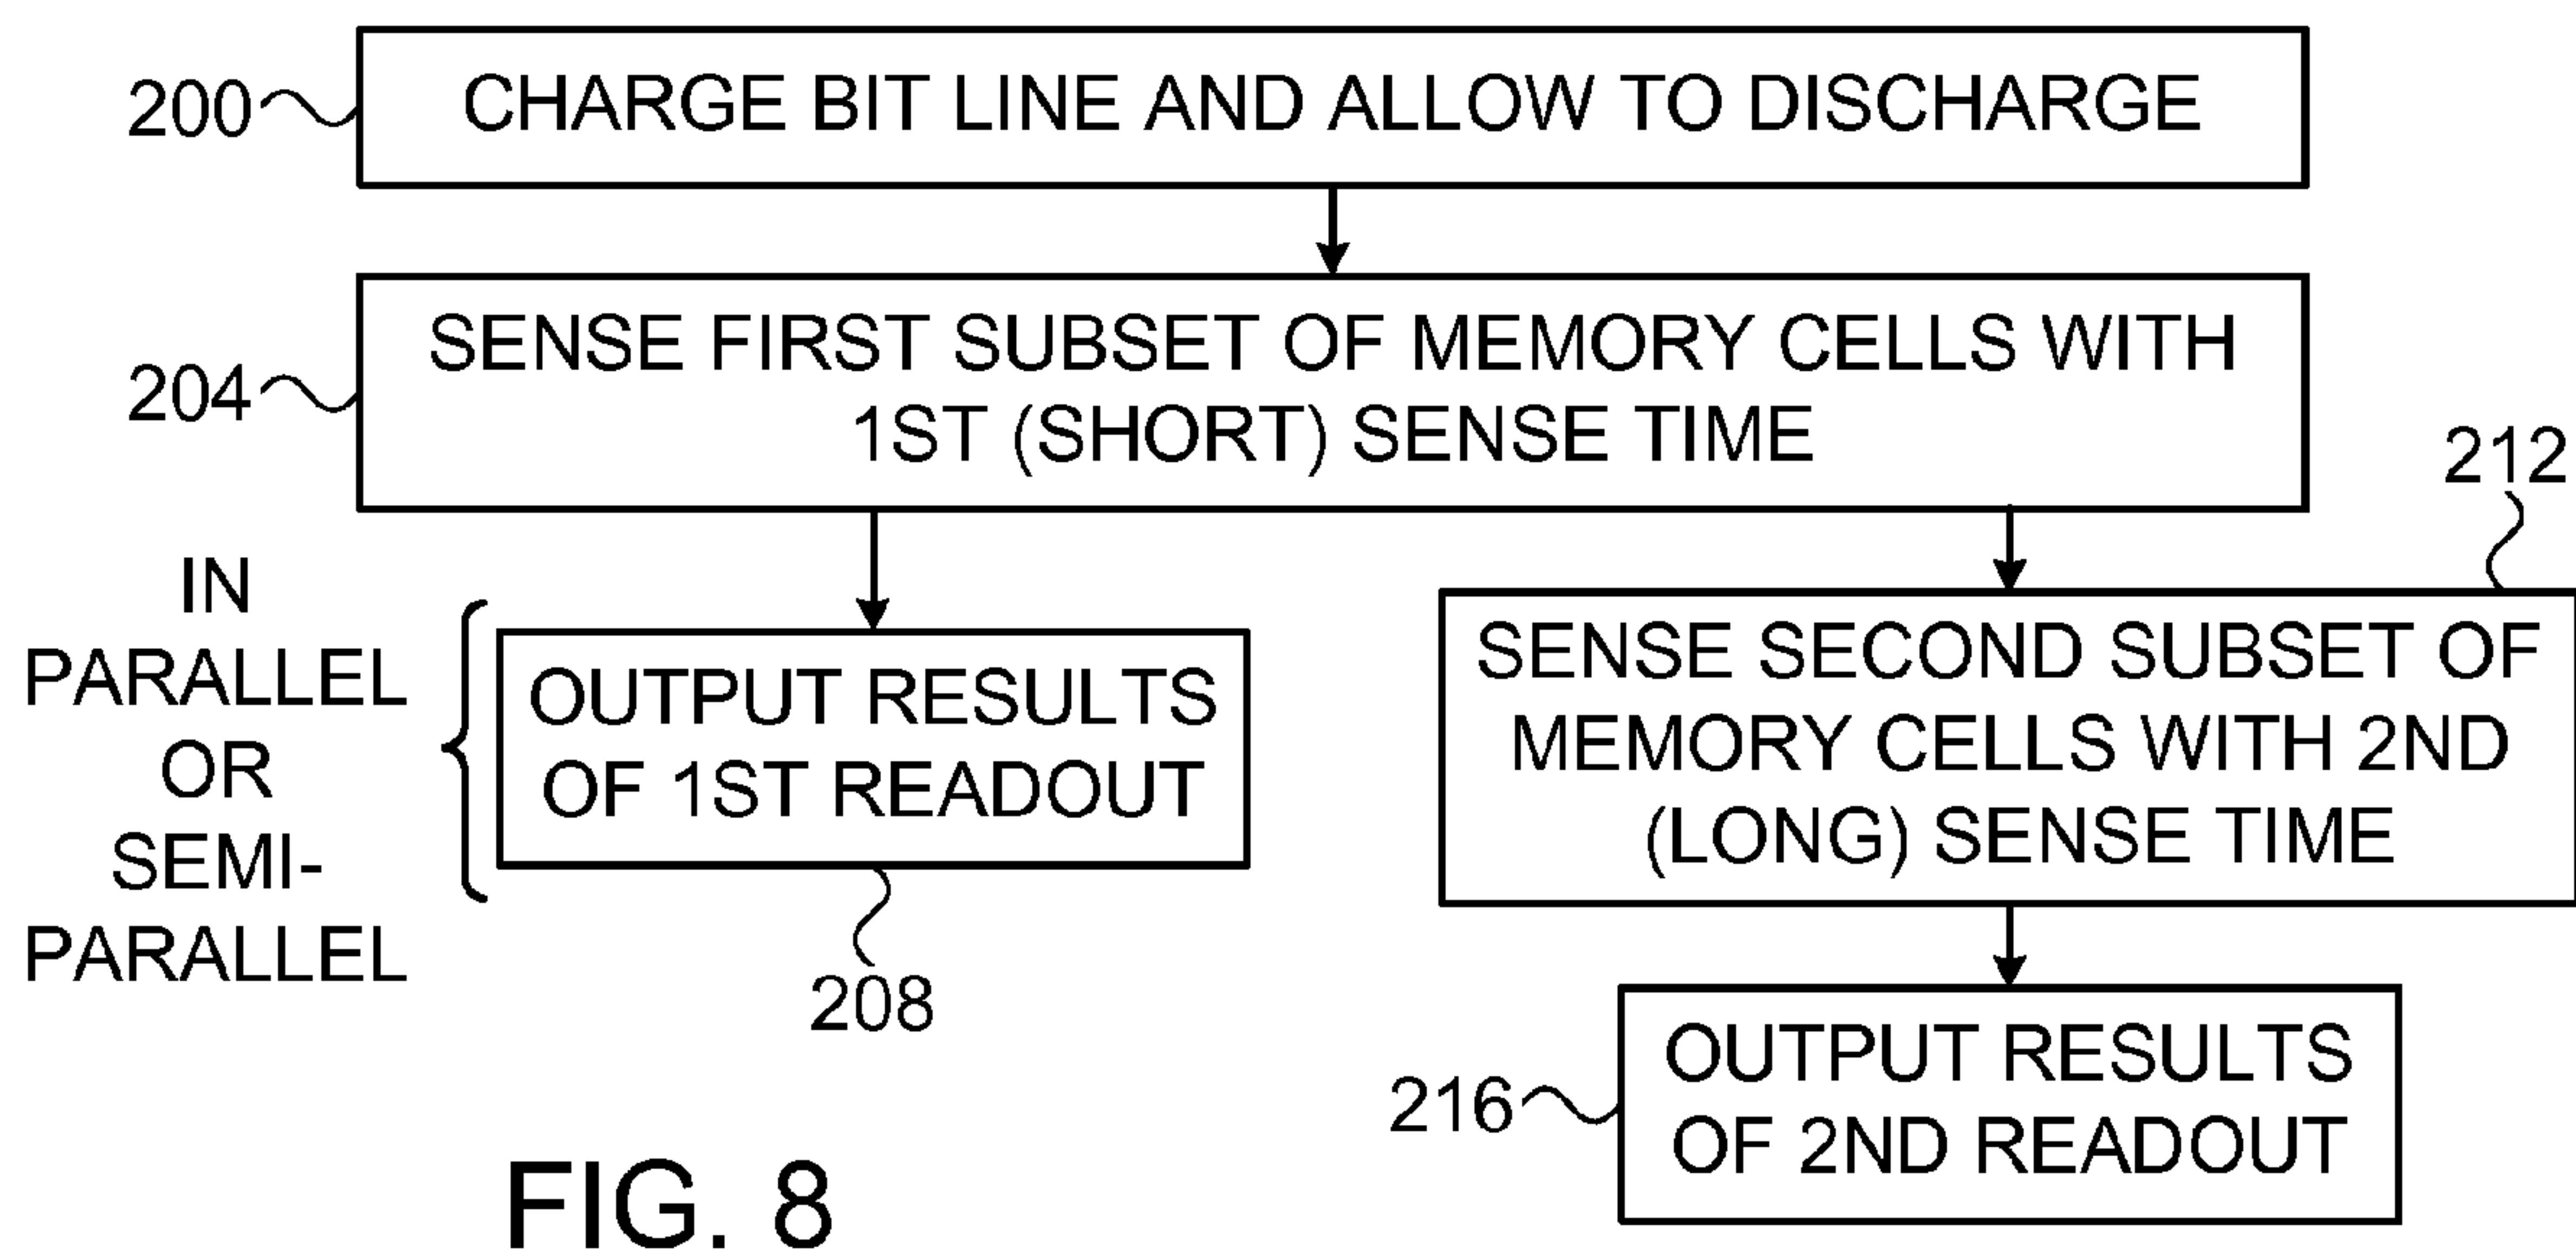 200
CHARGE BIT LINE AND ALLOW TO DISCHARGE
204
SENSE FIRST SUBSET OF MEMORY CELLS WITH
1ST (SHORT) SENSE TIME
212
IN
PARALLEL
OR
SEMI-
PARALLEL
OUTPUT RESULTS
OF 1ST READOUT
208
SENSE SECOND SUBSET OF
MEMORY CELLS WITH 2ND
(LONG) SENSE TIME
216
OUTPUT RESULTS
OF 2ND READOUT
FIG. 8